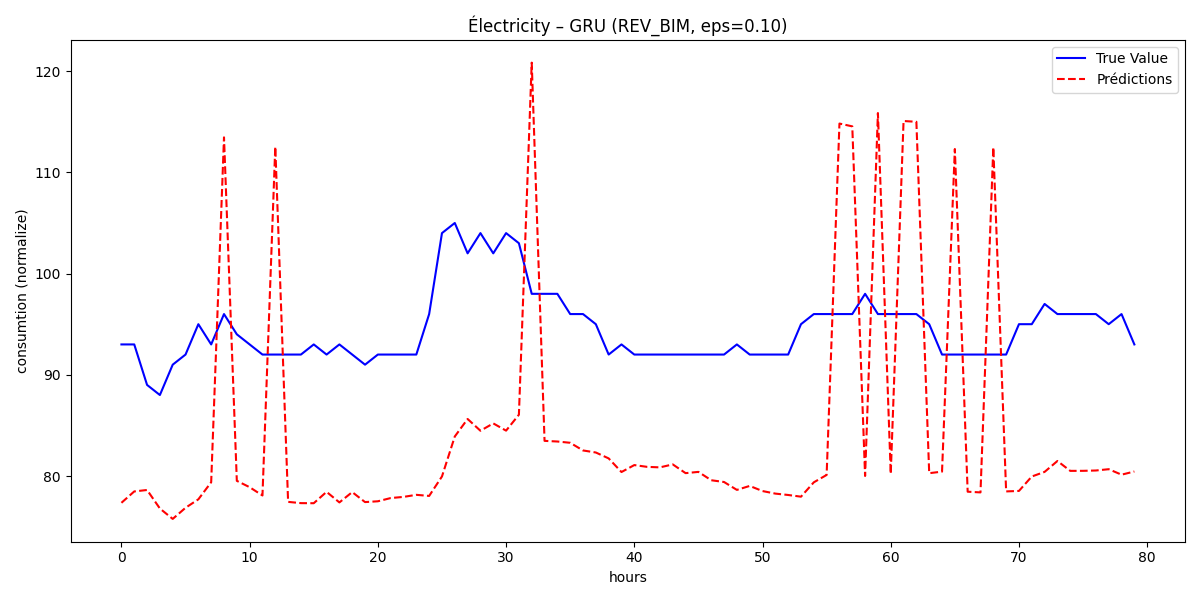 Électricity – GRU (REV_BIM, eps=0.10)
True Value
Prédictions
consumtion (normalize)
120
110
100
90
80
0 10 20 30 40 50 60 70 80
hours